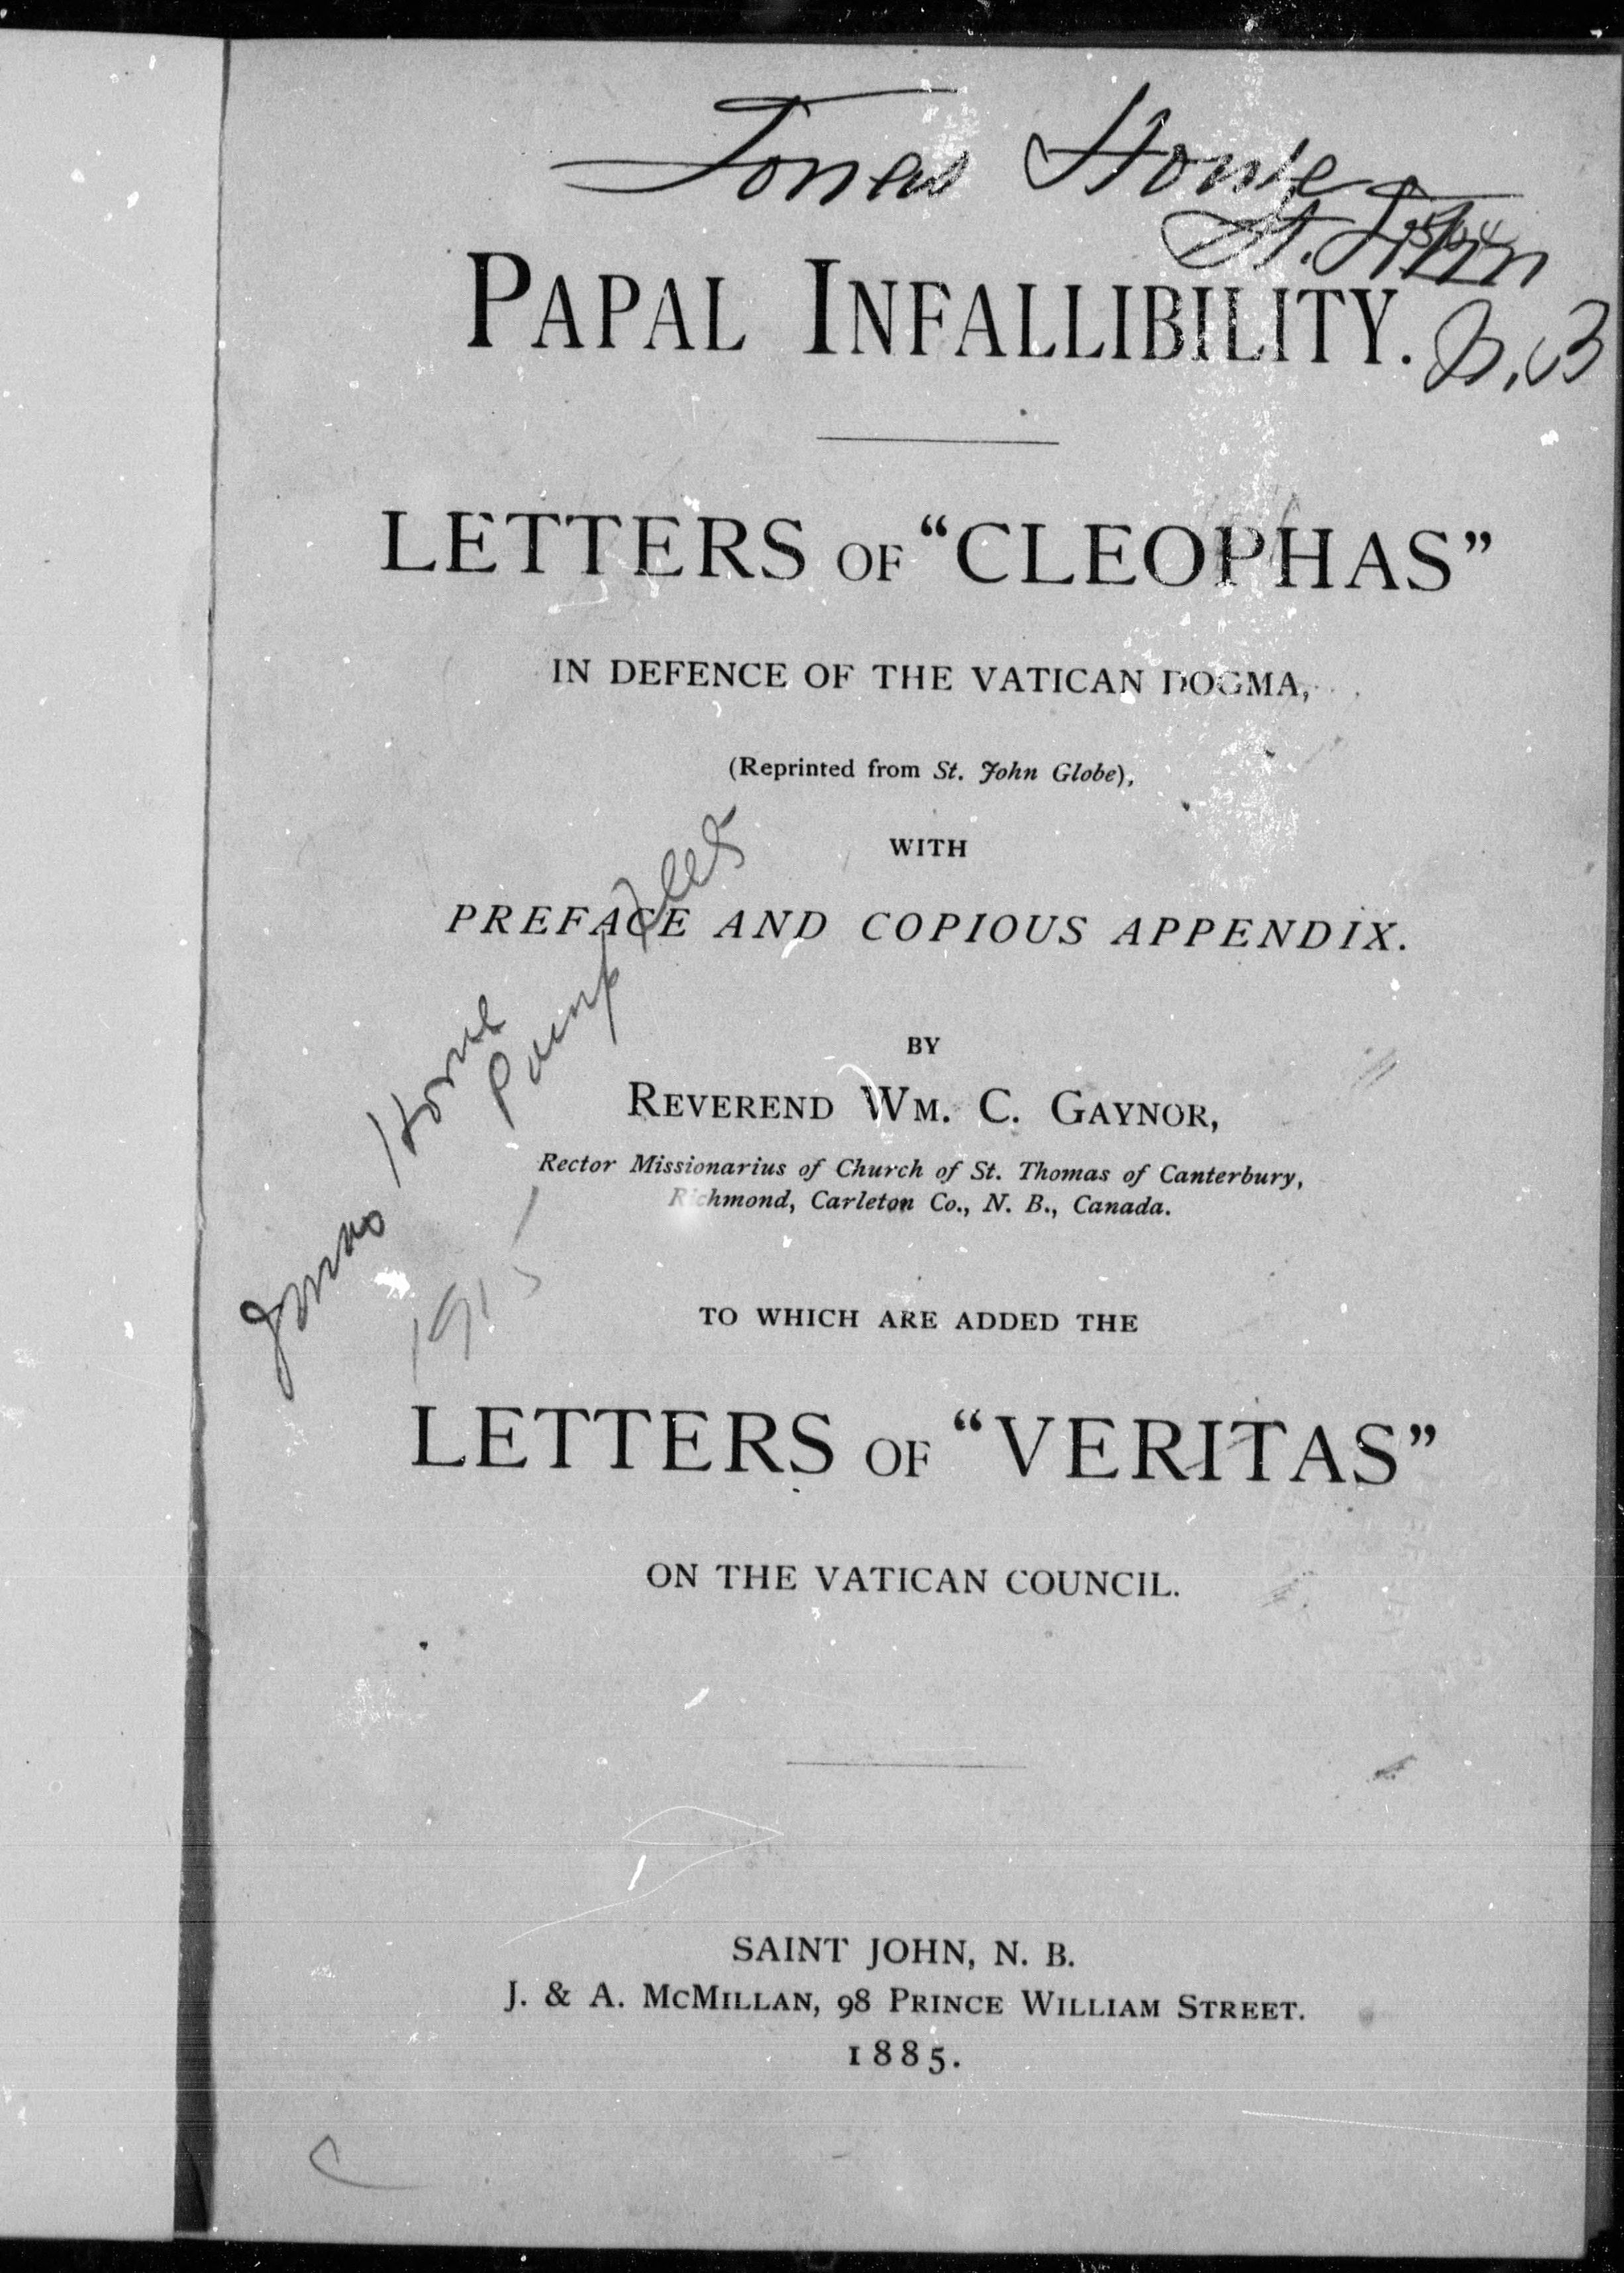 Jonas Howe
St. John
N. B
PAPAL INFALLIBILITY.
LETTERS OF "CLEOPHAS"
IN DEFENCE OF THE VATICAN DOGMA,
(Reprinted from St. John Globe),
WITH
PREFACE AND COPIOUS APPENDIX.
BY
REVEREND WM. C. GAYNOR,
Rector Missionarius of Church of St. Thomas of Canterbury,
Richmond, Carleton Co., N. B., Canada.
Jonas Howe
Pamphlet
1915
TO WHICH ARE ADDED THE
LETTERS OF "VERITAS"
ON THE VATICAN COUNCIL.
SAINT JOHN, N. B.
J. & A. MCMILLAN, 98 PRINCE WILLIAM STREET.
1885.